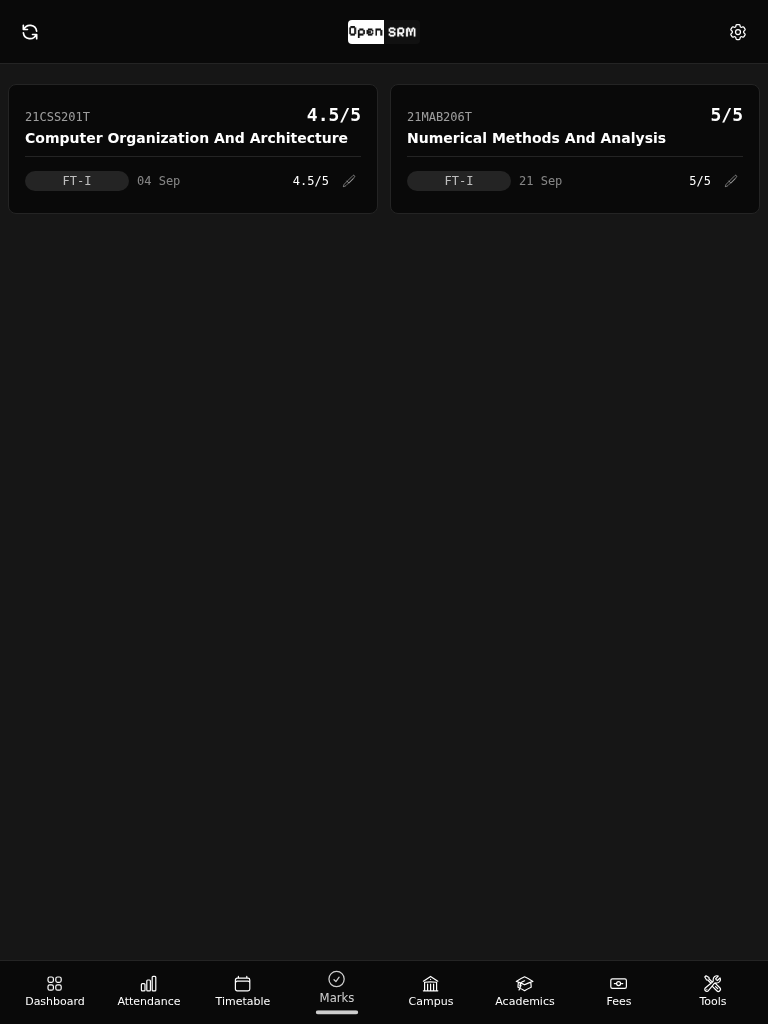 Open SRM
21CSS201T 4.5/5
Computer Organization And Architecture
FT-I 04 Sep 4.5/5
21MAB206T 5/5
Numerical Methods And Analysis
FT-I 21 Sep 5/5
Dashboard Attendance Timetable Marks Campus Academics Fees Tools